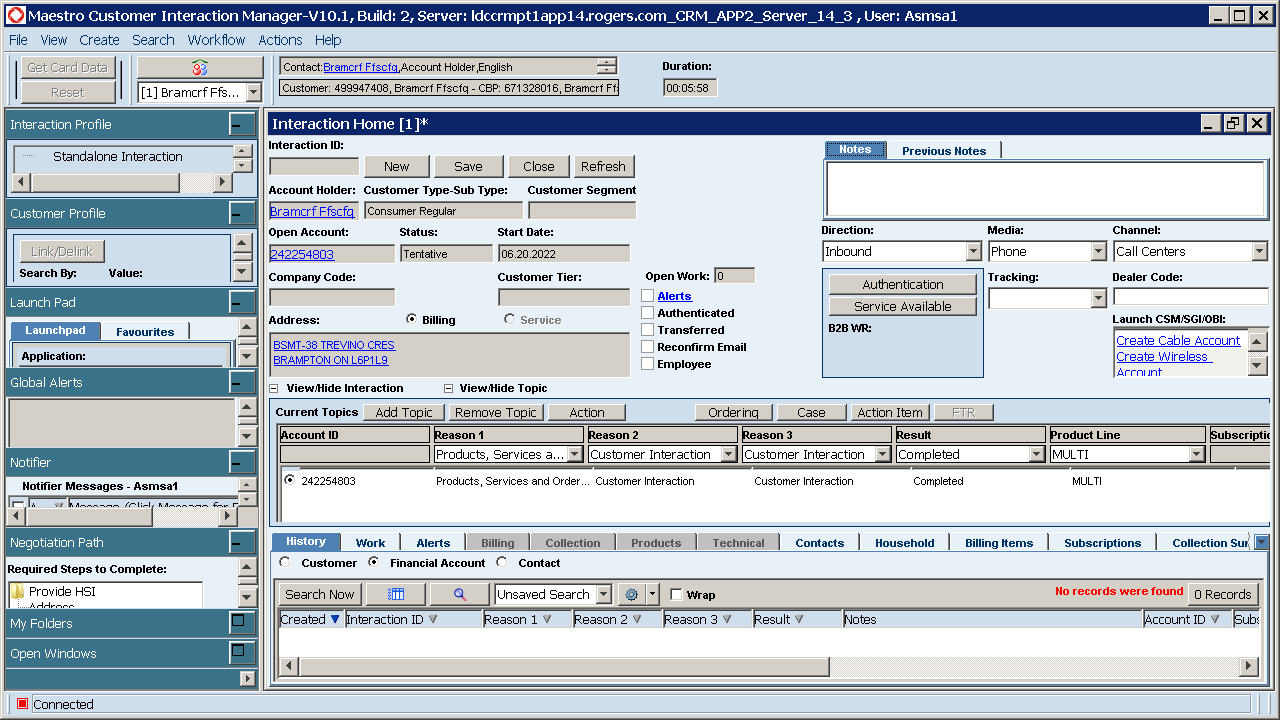 Maestro Customer Interaction Manager-V10.1, Build: 2, Server: ldccrmpt1app14.rogers.com_CRM_APP2_Server_14_3 , User: Asmsa1
File View Create Search Workflow Actions Help
Get Card Data
Reset
[1] Bramcrf Ffs...
Contact:Bramcrf Ffscfq,Account Holder,English
Customer: 499947408, Bramcrf Ffscfq - CBP: 671328016, Bramcrf Ff
Duration:
00:05:58
Interaction Profile
Standalone Interaction
Customer Profile
Link/Delink
Search By: Value:
Launch Pad
Launchpad Favourites
Application:
Global Alerts
Notifier
Notifier Messages - Asmsa1
Negotiation Path
Required Steps to Complete:
Provide HSI
Address
My Folders
Open Windows
Interaction Home [1]*
Interaction ID:
New Save Close Refresh
Account Holder: Customer Type-Sub Type: Customer Segment
Bramcrf Ffscfq Consumer Regular
Open Account: Status: Start Date:
242254803 Tentative 06.20.2022
Company Code: Customer Tier: Open Work: 0
Address: Billing Service
BSMT-38 TREVINO CRES
BRAMPTON ON L6P1L9
Alerts
Authenticated
Transferred
Reconfirm Email
Employee
Notes Previous Notes
Direction: Media: Channel:
Inbound Phone Call Centers
Authentication
Service Available
B2B WR:
Tracking: Dealer Code:
Launch CSM/SGI/OBI:
Create Cable Account
Create Wireless
Account
View/Hide Interaction View/Hide Topic
Current Topics Add Topic Remove Topic Action Ordering Case Action Item FTR
Account ID Reason 1 Reason 2 Reason 3 Result Product Line Subscriptio
Products, Services a... Customer Interaction Customer Interaction Completed MULTI
242254803 Products, Services and Order... Customer Interaction Customer Interaction Completed MULTI
History Work Alerts Billing Collection Products Technical Contacts Household Billing Items Subscriptions Collection Sur
Customer Financial Account Contact
Search Now Unsaved Search Wrap No records were found 0 Records
Created Interaction ID Reason 1 Reason 2 Reason 3 Result Notes Account ID Subs
Connected